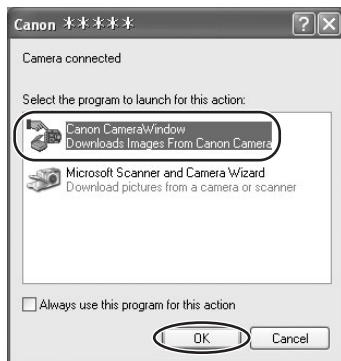 Canon *****
Camera connected
Select the program to launch for this action:
Canon CameraWindow
Downloads Images From Canon Camera
Microsoft Scanner and Camera Wizard
Download pictures from a camera or scanner
Always use this program for this action
OK
Cancel